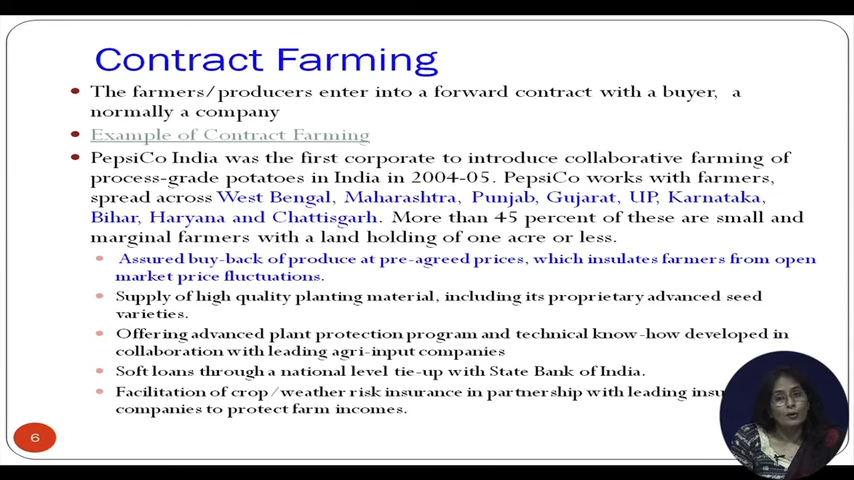 Contract Farming
• The farmers/producers enter into a forward contract with a buyer, a
normally a company
• Example of Contract Farming
• PepsiCo India was the first corporate to introduce collaborative farming of
process-grade potatoes in India in 2004-05. PepsiCo works with farmers,
spread across West Bengal, Maharashtra, Punjab, Gujarat, UP, Karnataka,
Bihar, Haryana and Chattisgarh. More than 45 percent of these are small and
marginal farmers with a land holding of one acre or less.
• Assured buy-back of produce at pre-agreed prices, which insulates farmers from open
market price fluctuations.
• Supply of high quality planting material, including its proprietary advanced seed
varieties.
• Offering advanced plant protection program and technical know-how developed in
collaboration with leading agri-input companies
• Soft loans through a national level tie-up with State Bank of India.
• Facilitation of crop/weather risk insurance in partnership with leading
companies to protect farm incomes.
6